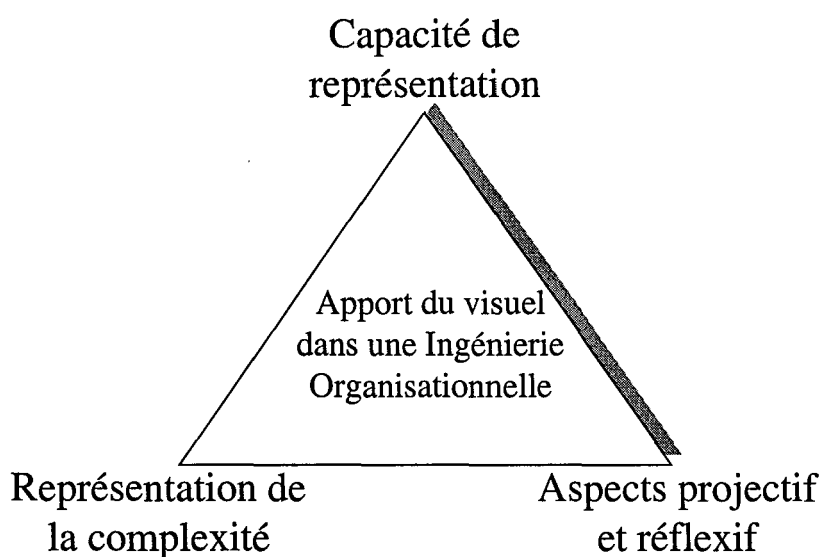 Capacité de
représentation
Apport du visuel
dans une Ingénierie
Organisationnelle
Représentation de
la complexité
Aspects projectif
et réflexif